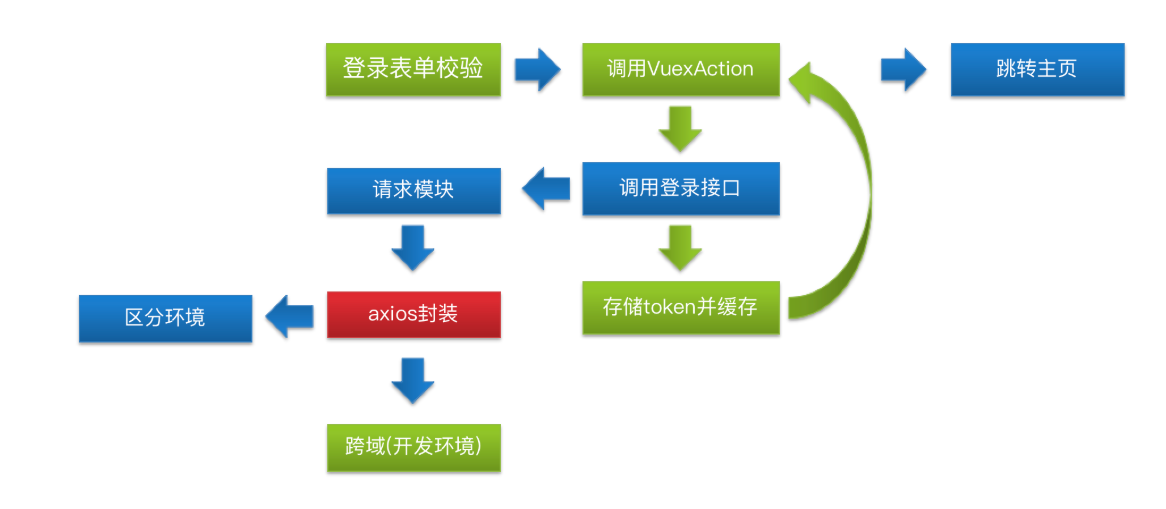 登录表单校验
调用VuexAction
跳转主页
请求模块
调用登录接口
区分环境
axios封装
存储token并缓存
跨域(开发环境)